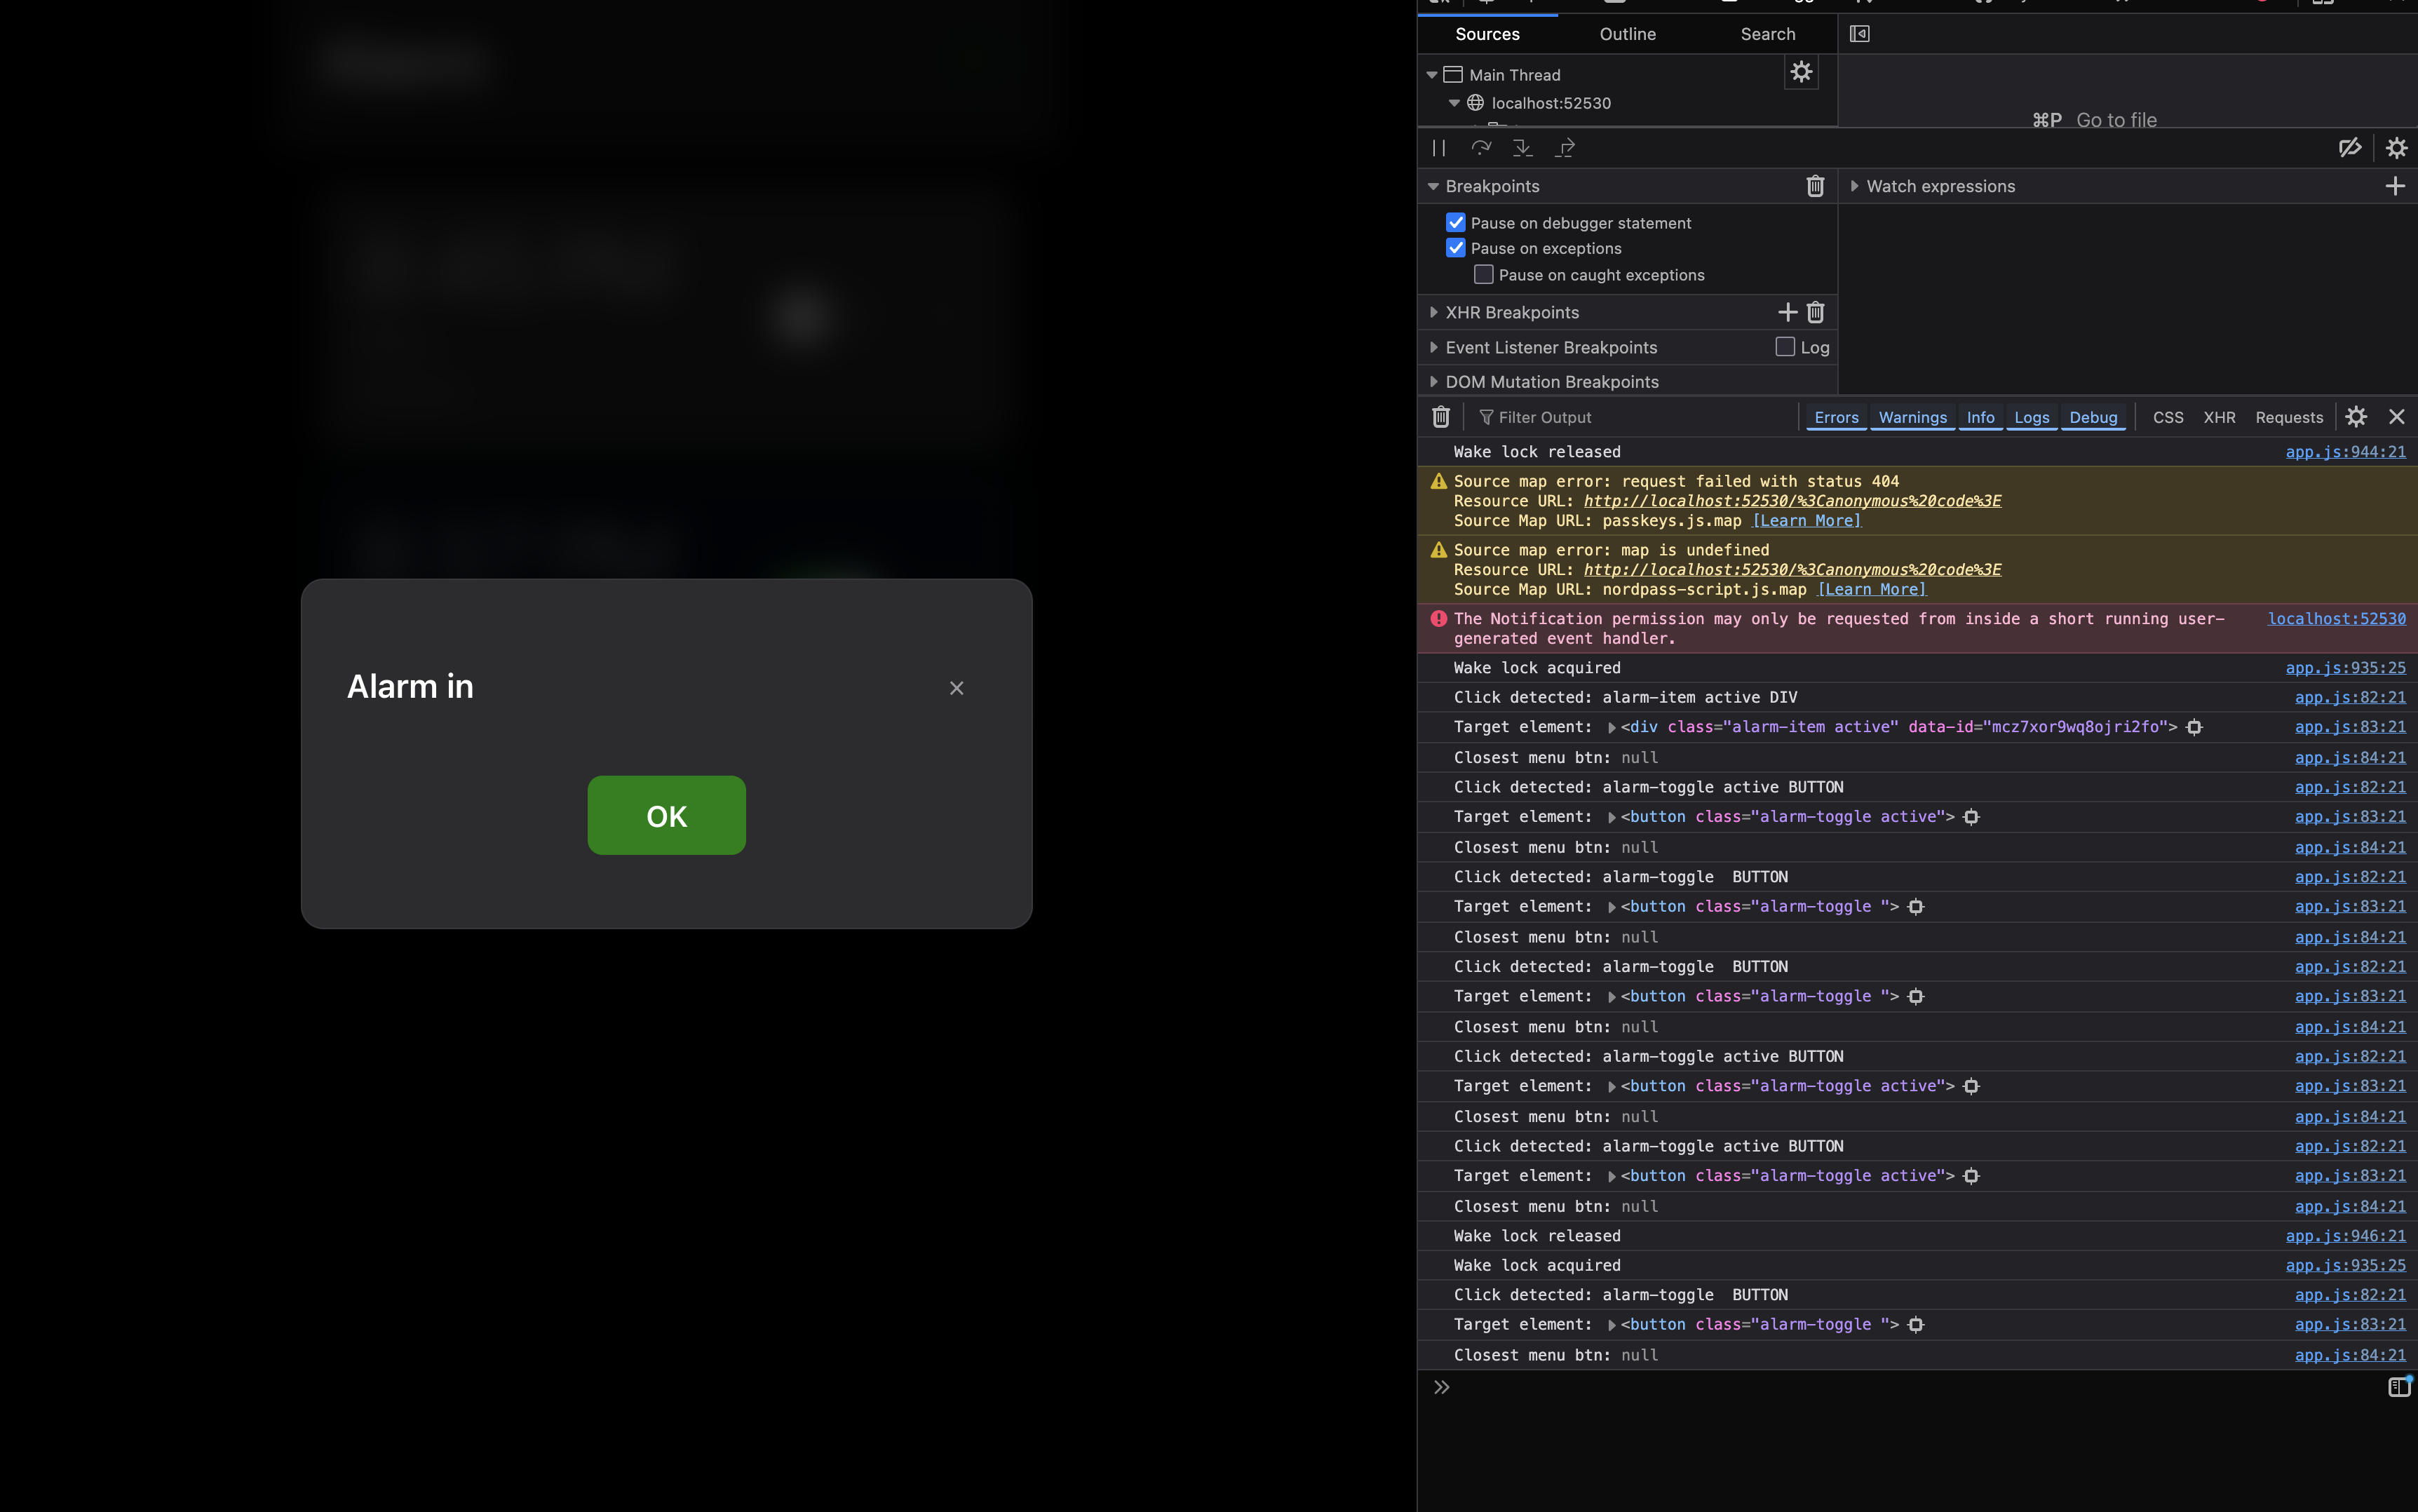 Alarm in
×
OK
Sources
Outline
Search
Main Thread
localhost:52530
⌘P Go to file
Breakpoints
Watch expressions
Pause on debugger statement
Pause on exceptions
Pause on caught exceptions
XHR Breakpoints
Event Listener Breakpoints
Log
DOM Mutation Breakpoints
Filter Output
Errors
Warnings
Info
Logs
Debug
CSS
XHR
Requests
Wake lock released app.js:944:21
Source map error: request failed with status 404
Resource URL: http://localhost:52530/%3Canonymous%20code%3E
Source Map URL: passkeys.js.map [Learn More]
Source map error: map is undefined
Resource URL: http://localhost:52530/%3Canonymous%20code%3E
Source Map URL: nordpass-script.js.map [Learn More]
The Notification permission may only be requested from inside a short running user- localhost:52530
generated event handler.
Wake lock acquired app.js:935:25
Click detected: alarm-item active DIV app.js:82:21
Target element: <div class="alarm-item active" data-id="mcz7xor9wq8ojri2fo"> app.js:83:21
Closest menu btn: null app.js:84:21
Click detected: alarm-toggle active BUTTON app.js:82:21
Target element: <button class="alarm-toggle active"> app.js:83:21
Closest menu btn: null app.js:84:21
Click detected: alarm-toggle  BUTTON app.js:82:21
Target element: <button class="alarm-toggle "> app.js:83:21
Closest menu btn: null app.js:84:21
Click detected: alarm-toggle  BUTTON app.js:82:21
Target element: <button class="alarm-toggle "> app.js:83:21
Closest menu btn: null app.js:84:21
Click detected: alarm-toggle active BUTTON app.js:82:21
Target element: <button class="alarm-toggle active"> app.js:83:21
Closest menu btn: null app.js:84:21
Click detected: alarm-toggle active BUTTON app.js:82:21
Target element: <button class="alarm-toggle active"> app.js:83:21
Closest menu btn: null app.js:84:21
Wake lock released app.js:946:21
Wake lock acquired app.js:935:25
Click detected: alarm-toggle  BUTTON app.js:82:21
Target element: <button class="alarm-toggle "> app.js:83:21
Closest menu btn: null app.js:84:21